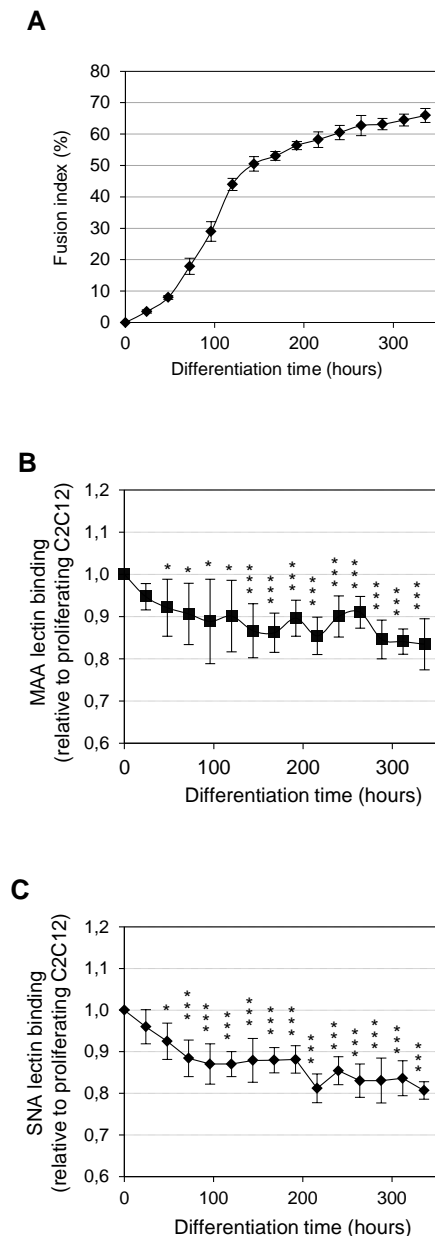 A
80
70
60
50
40
30
20
10
0
Fusion index (%)
0 100 200 300
Differentiation time (hours)
B
1,2
1,1
1,0
0,9
0,8
0,7
0,6
MAA lectin binding
(relative to proliferating C2C12)
* * * * *** *** *** *** *** *** *** *** ***
0 100 200 300
Differentiation time (hours)
C
1,2
1,1
1,0
0,9
0,8
0,7
0,6
SNA lectin binding
(relative to proliferating C2C12)
* *** *** *** *** *** *** *** *** *** *** *** ***
0 100 200 300
Differentiation time (hours)